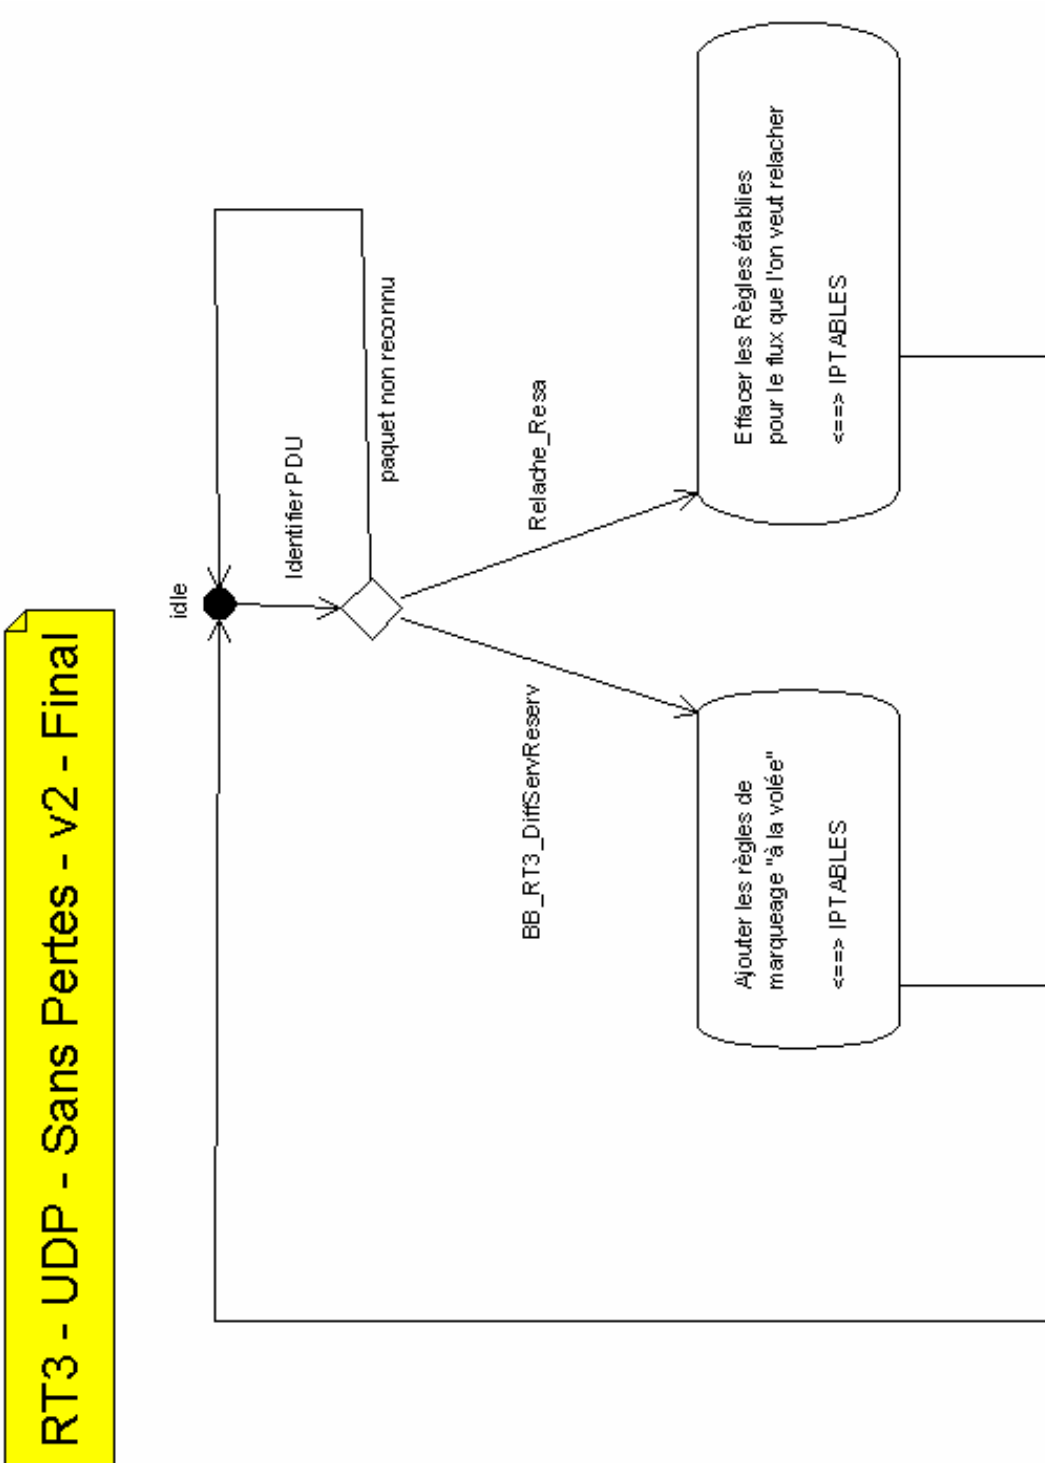 RT3 - UDP - Sans Pertes - v2 - Final
idle
Identifier PDU
paquet non reconnu
BB_RT3_DiffServReserv
Relache_Resa
Ajouter les règles de
marqueage "à la volée"
<==> IPTABLES
Effacer les Règles établies
pour le flux que l'on veut relacher
<==> IPTABLES